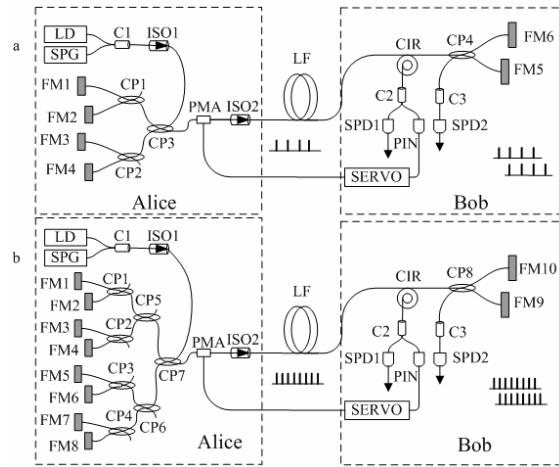 a
LD
SPG
C1
ISO1
FM1
FM2
FM3
FM4
CP1
CP2
CP3
PMA
ISO2
Alice
LF
CIR
CP4
FM6
FM5
C2
C3
SPD1
PIN
SPD2
SERVO
Bob
b
LD
SPG
C1
ISO1
FM1
FM2
FM3
FM4
FM5
FM6
FM7
FM8
CP1
CP2
CP3
CP4
CP5
CP6
CP7
PMA
ISO2
Alice
LF
CIR
CP8
FM10
FM9
C2
C3
SPD1
PIN
SPD2
SERVO
Bob